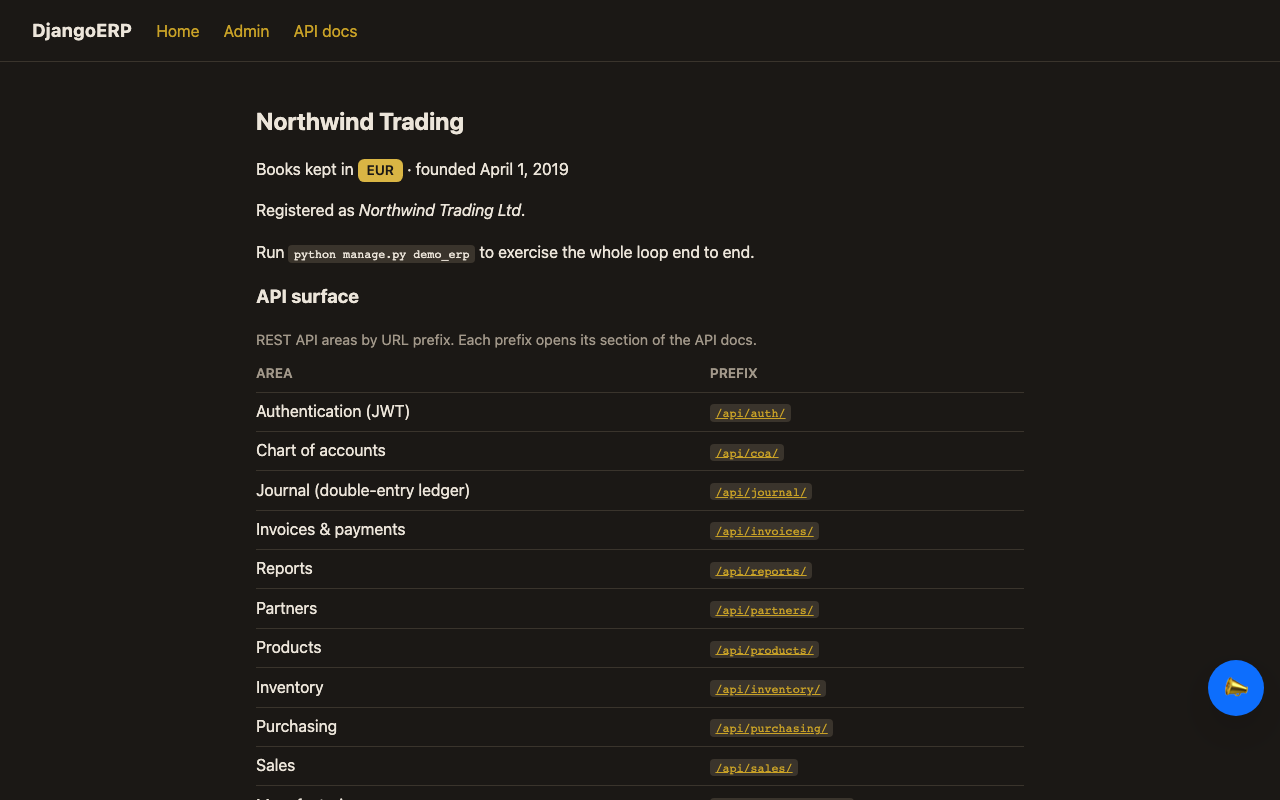 DjangoERP Home Admin API docs
Northwind Trading
Books kept in EUR · founded April 1, 2019
Registered as Northwind Trading Ltd.
Run python manage.py demo_erp to exercise the whole loop end to end.
API surface
REST API areas by URL prefix. Each prefix opens its section of the API docs.
AREA PREFIX
Authentication (JWT) /api/auth/
Chart of accounts /api/coa/
Journal (double-entry ledger) /api/journal/
Invoices & payments /api/invoices/
Reports /api/reports/
Partners /api/partners/
Products /api/products/
Inventory /api/inventory/
Purchasing /api/purchasing/
Sales /api/sales/